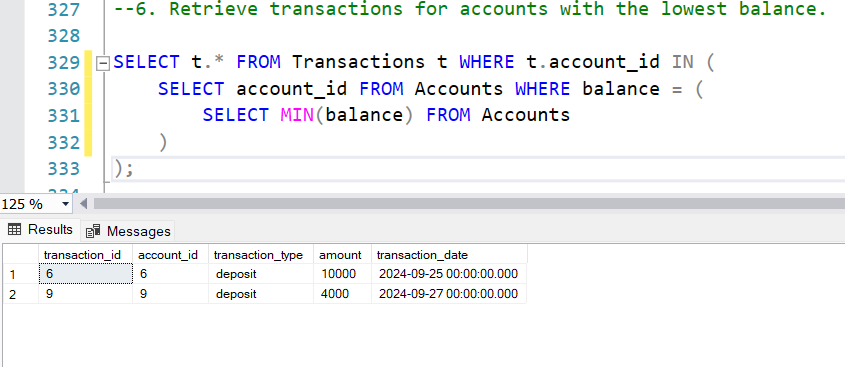 327 --6. Retrieve transactions for accounts with the lowest balance.
328
329 SELECT t.* FROM Transactions t WHERE t.account_id IN (
330 SELECT account_id FROM Accounts WHERE balance = (
331 SELECT MIN(balance) FROM Accounts
332 )
333 );
334
125 %
Results Messages
transaction_id account_id transaction_type amount transaction_date
1 6 6 deposit 10000 2024-09-25 00:00:00.000
2 9 9 deposit 4000 2024-09-27 00:00:00.000